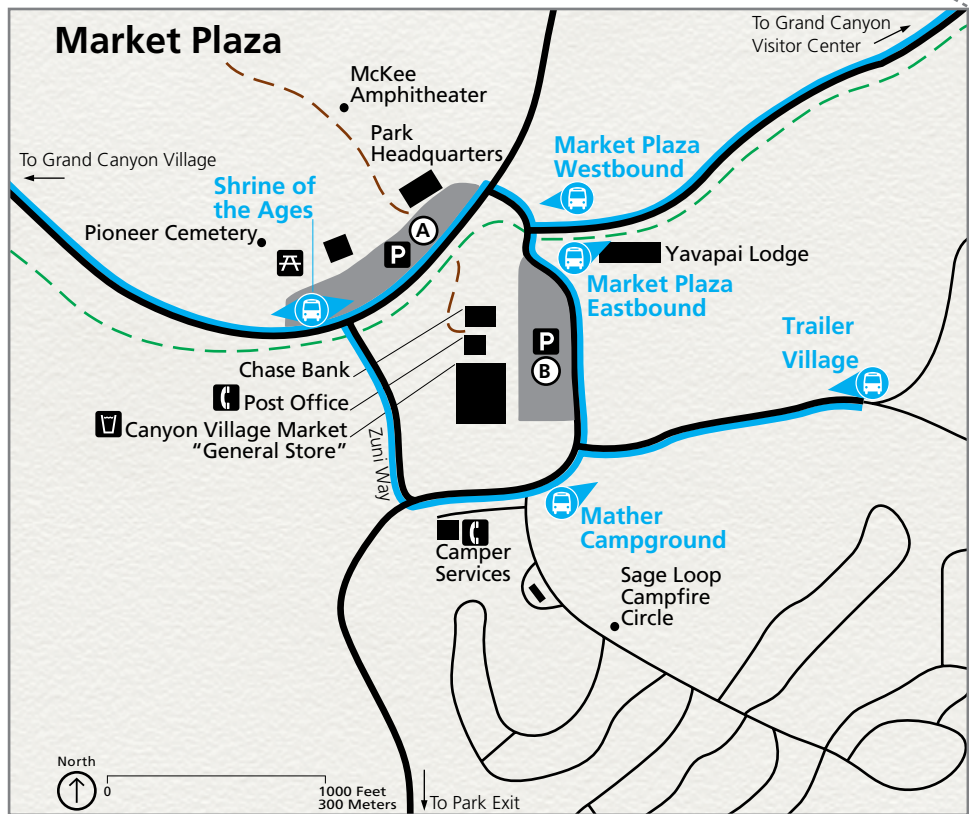 Market Plaza
To Grand Canyon
Visitor Center
McKee
Amphitheater
Park
Headquarters
Market Plaza
Westbound
To Grand Canyon Village
Shrine of
the Ages
Pioneer Cemetery
A
P
Yavapai Lodge
Market Plaza
Eastbound
Trailer
Village
P
B
Chase Bank
Post Office
Canyon Village Market
"General Store"
Zuni Way
Mather
Campground
Camper
Services
Sage Loop
Campfire
Circle
North
0
1000 Feet
300 Meters
To Park Exit